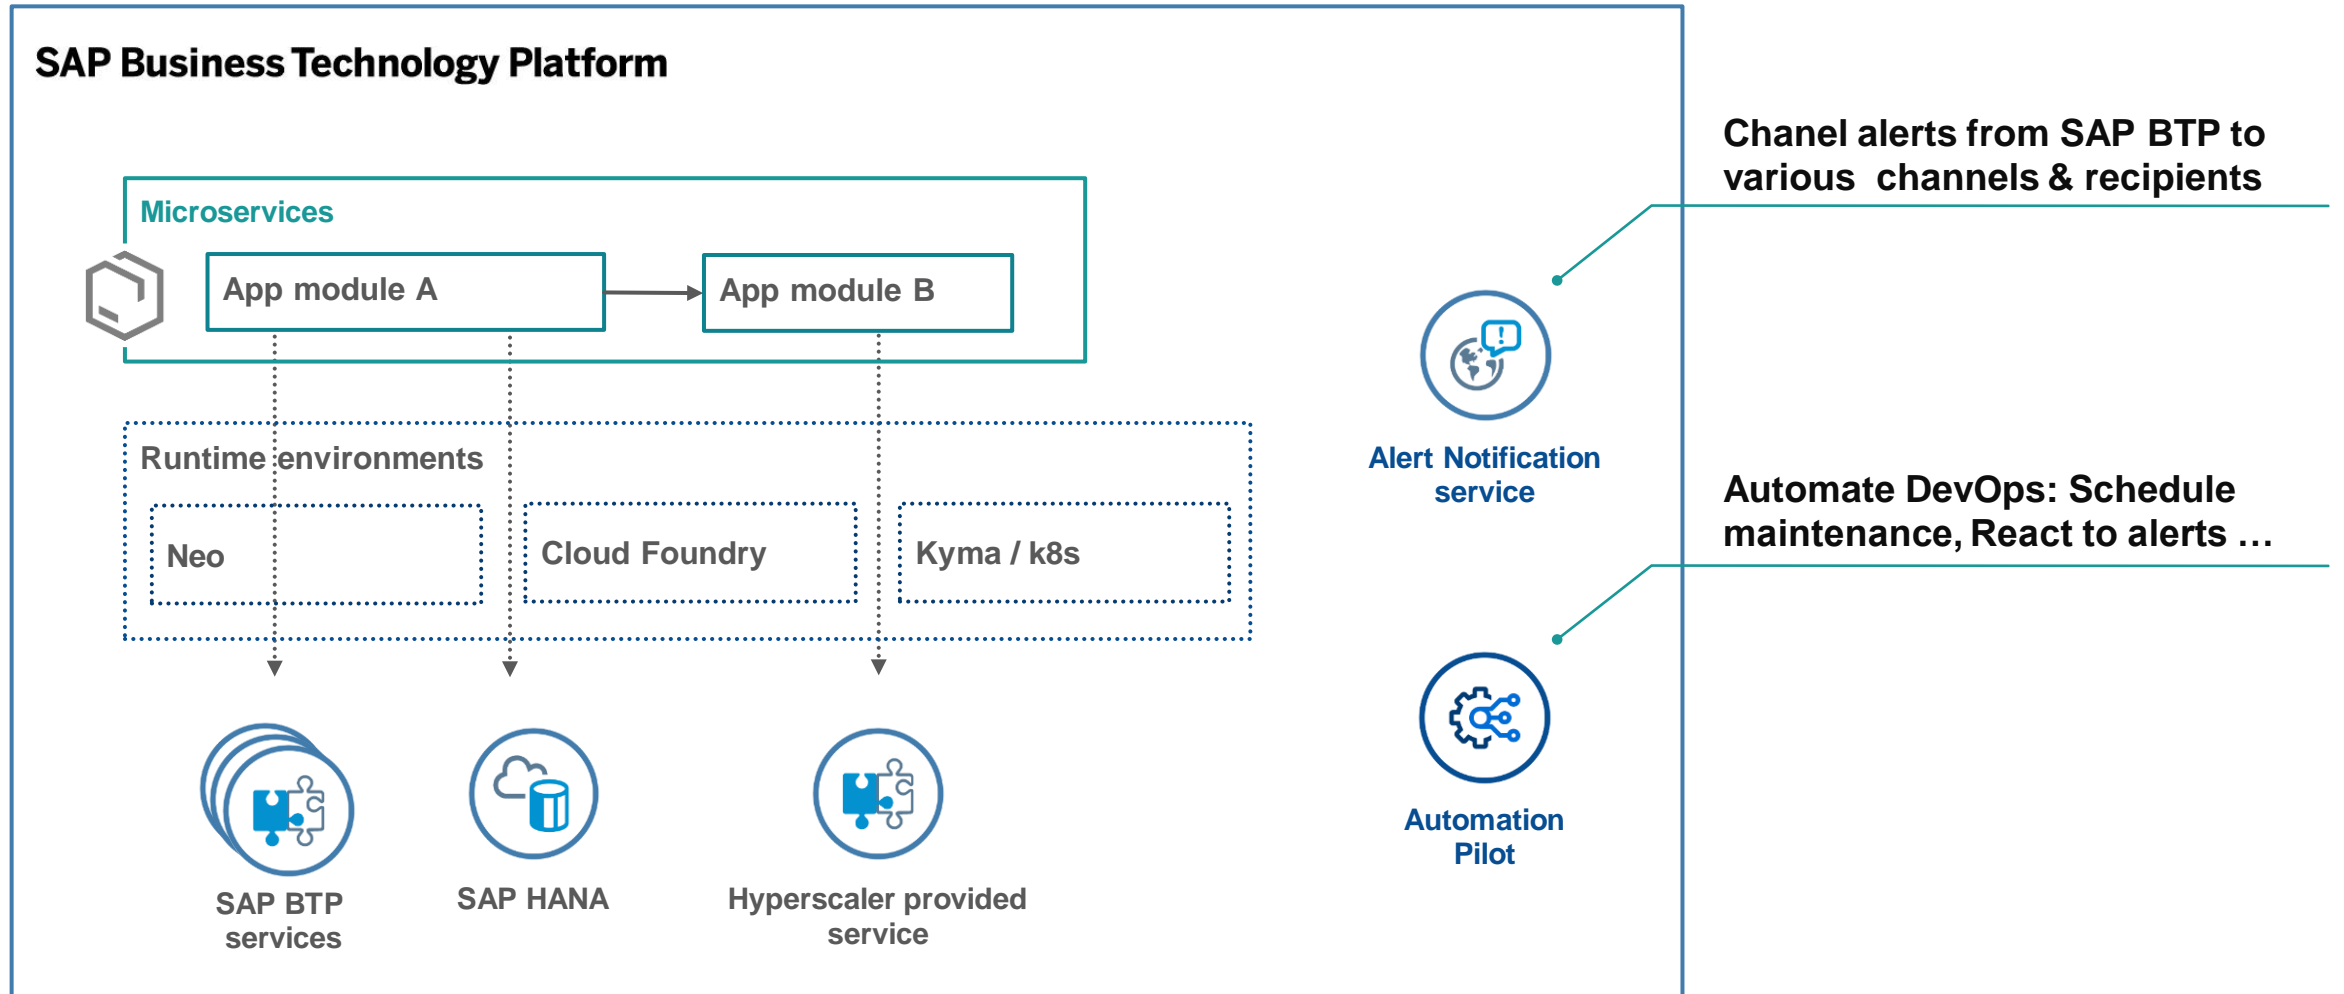 SAP Business Technology Platform
Microservices
App module A
App module B
Runtime environments
Neo
Cloud Foundry
Kyma / k8s
SAP BTP
services
SAP HANA
Hyperscaler provided
service
Alert Notification
service
Automation
Pilot
Chanel alerts from SAP BTP to
various channels & recipients
Automate DevOps: Schedule
maintenance, React to alerts …